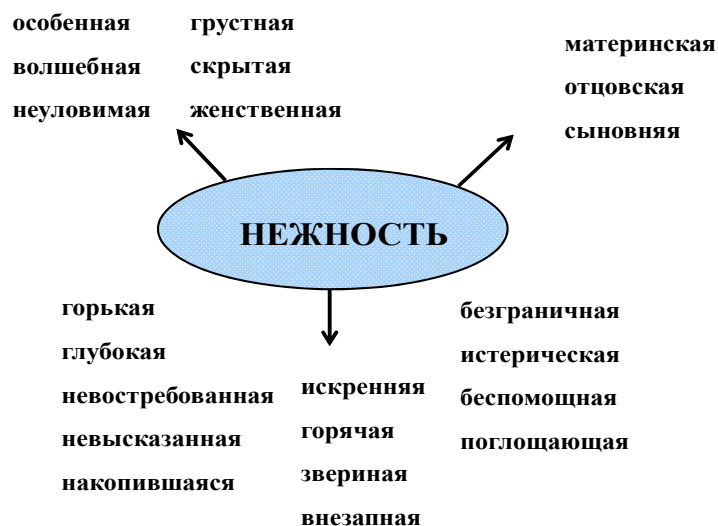 особенная
волшебная
неуловимая
грустная
скрытая
женственная
материнская
отцовская
сыновняя
НЕЖНОСТЬ
горькая
глубокая
невостребованная
невысказанная
накопившаяся
искренняя
горячая
звериная
внезапная
безграничная
истерическая
беспомощная
поглощающая